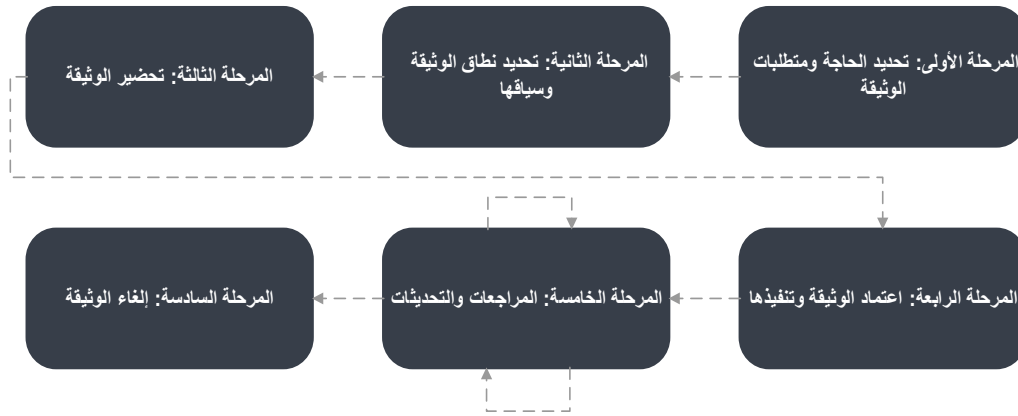 المرحلة الأولى: تحديد الحاجة ومتطلبات
الوثيقة
المرحلة الثانية: تحديد نطاق الوثيقة
وسياقها
المرحلة الثالثة: تحضير الوثيقة
المرحلة الرابعة: اعتماد الوثيقة وتنفيذها
المرحلة الخامسة: المراجعات والتحديثات
المرحلة السادسة: إلغاء الوثيقة